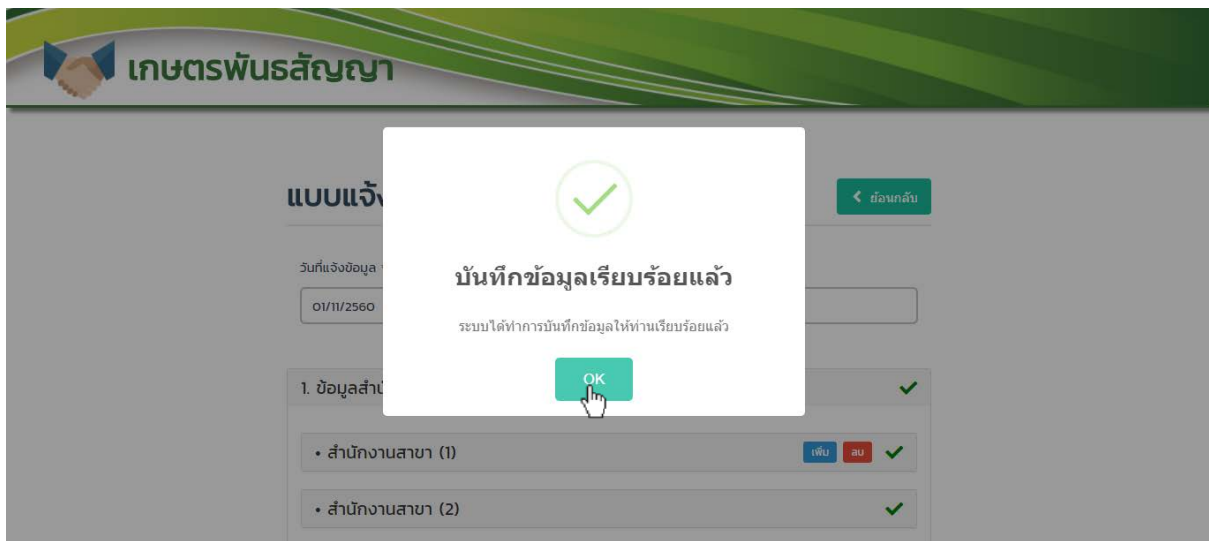 เกษตรพันธสัญญา
แบบแจ้ง
ย้อนกลับ
วันที่แจ้งข้อมูล
บันทึกข้อมูลเรียบร้อยแล้ว
01/11/2560
ระบบได้ทำการบันทึกข้อมูลให้ท่านเรียบร้อยแล้ว
OK
1. ข้อมูลสำนั
• สำนักงานสาขา (1)
เพิ่ม ลบ
• สำนักงานสาขา (2)